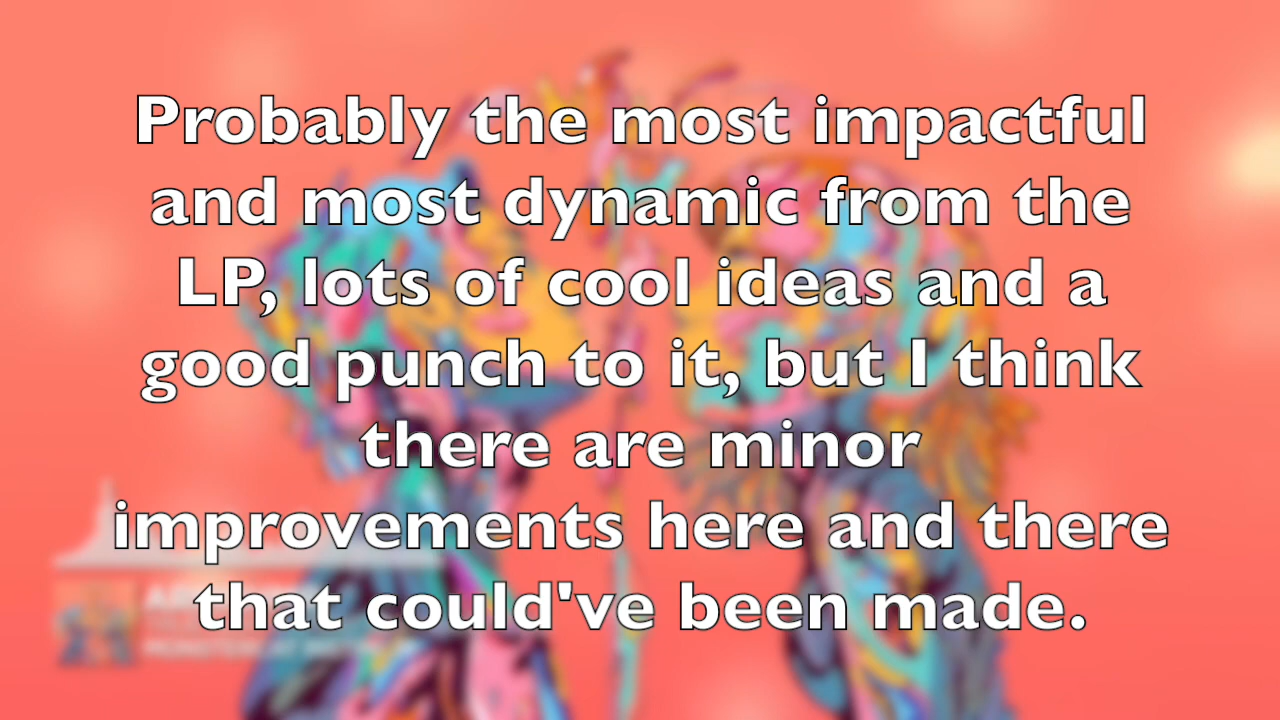 Probably the most impactful
and most dynamic from the
LP, lots of cool ideas and a
good punch to it, but I think
there are minor
improvements here and there
that could've been made.